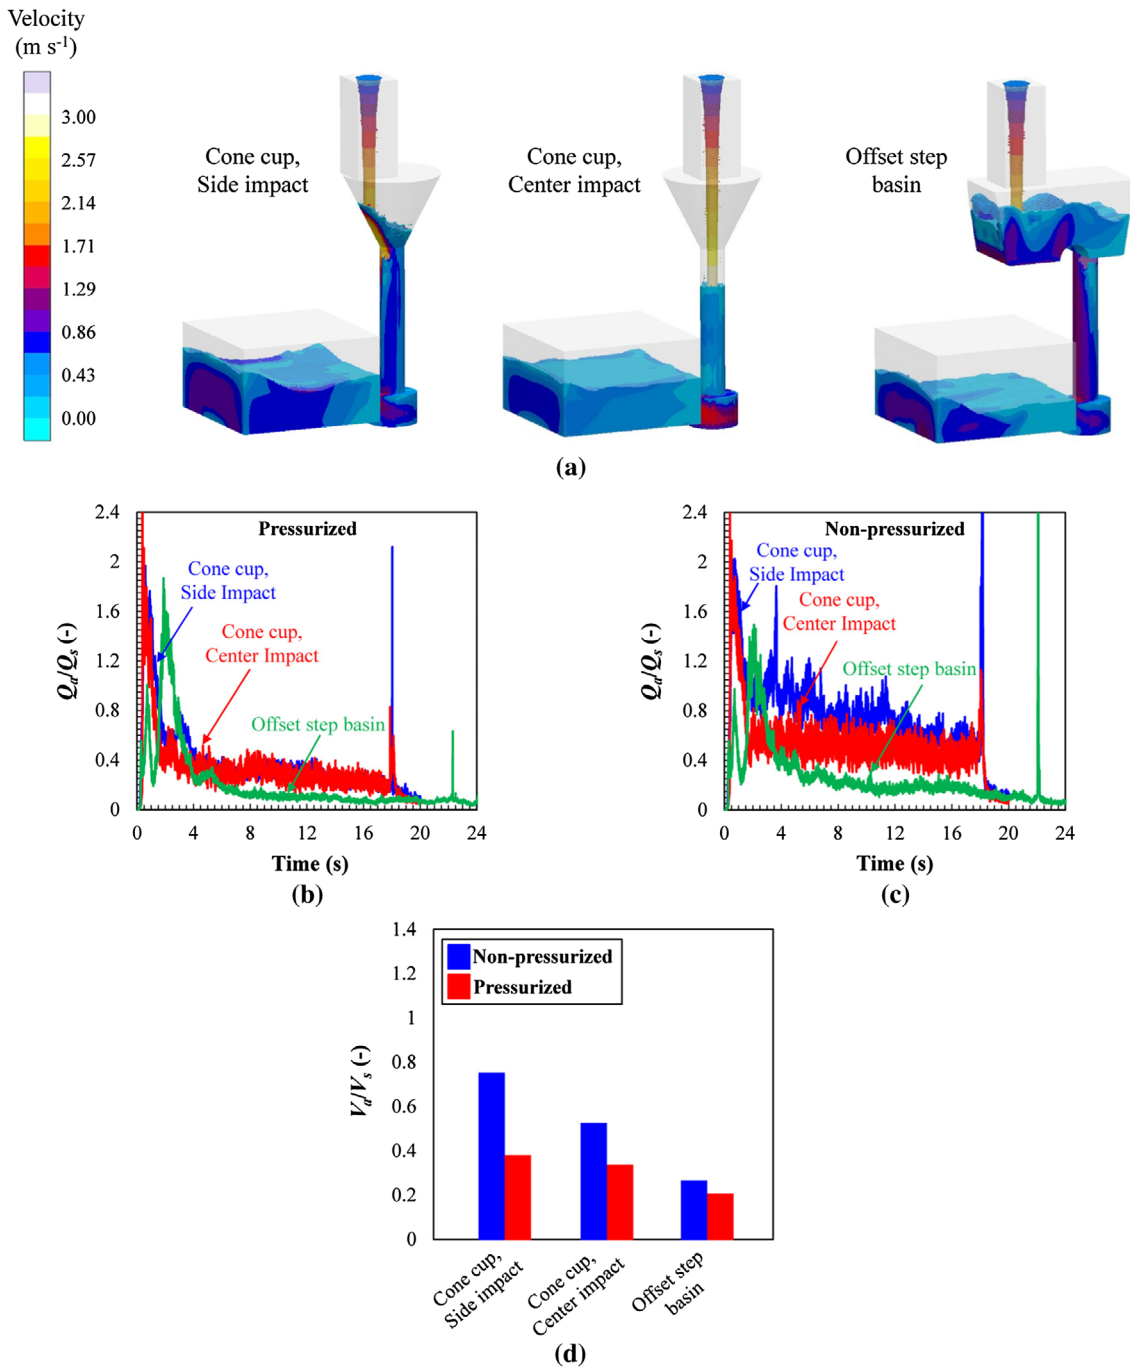 Velocity
(m s-1)
3.00
2.57
2.14
1.71
1.29
0.86
0.43
0.00
Cone cup,
Side impact
Cone cup,
Center impact
Offset step
basin
(a)
2.4
2
1.6
1.2
0.8
0.4
0
Qa/Qs (-)
Pressurized
Cone cup,
Side Impact
Cone cup,
Center Impact
Offset step basin
0 4 8 12 16 20 24
Time (s)
(b)
2.4
2
1.6
1.2
0.8
0.4
0
Qa/Qs (-)
Non-pressurized
Cone cup,
Side Impact
Cone cup,
Center Impact
Offset step basin
0 4 8 12 16 20 24
Time (s)
(c)
1.4
1.2
1
0.8
0.6
0.4
0.2
0
Va/Vs (-)
Non-pressurized
Pressurized
Cone cup,
Side impact
Cone cup,
Center impact
Offset step
basin
(d)